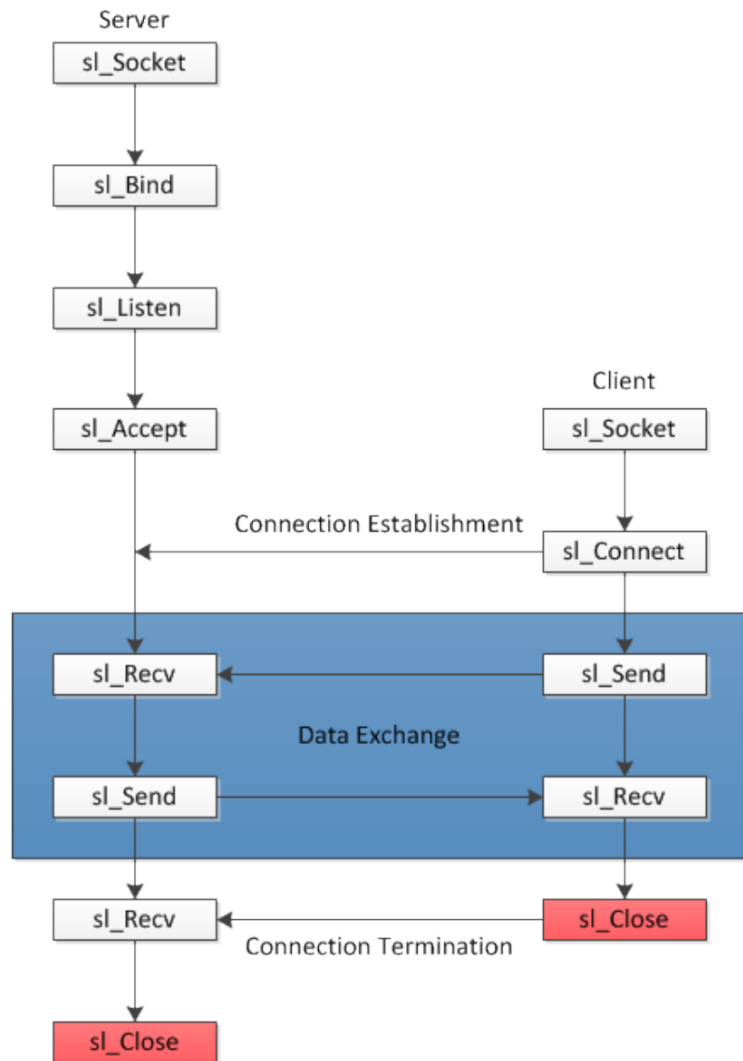 Server
sl_Socket
sl_Bind
sl_Listen
sl_Accept
Client
sl_Socket
Connection Establishment
sl_Connect
sl_Recv
sl_Send
Data Exchange
sl_Send
sl_Recv
sl_Recv
sl_Close
Connection Termination
sl_Close